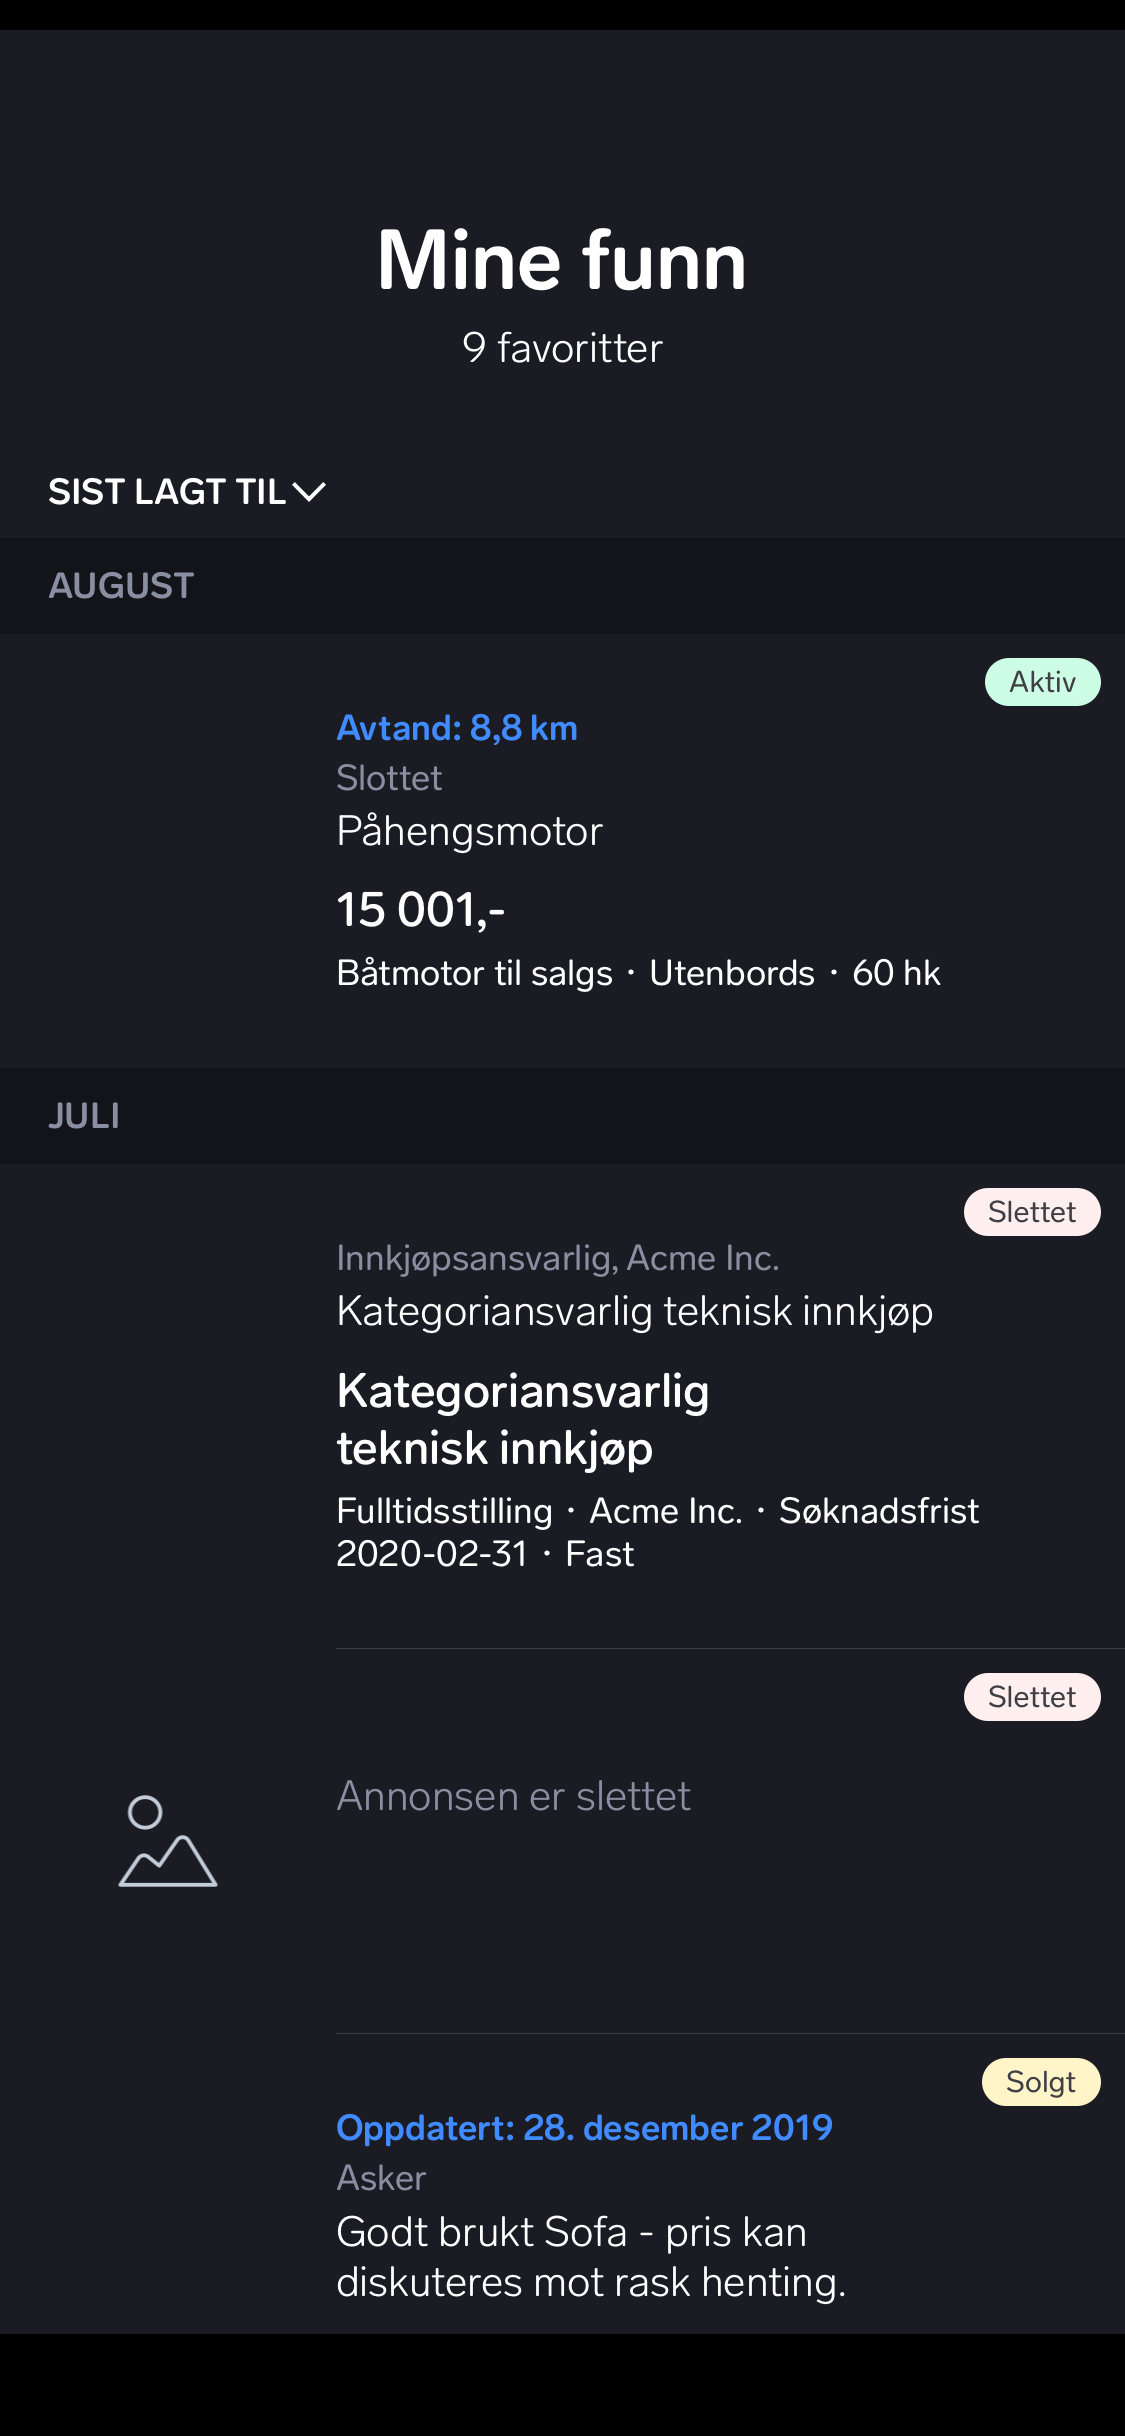 Mine funn
9 favoritter
SIST LAGT TIL
AUGUST
Aktiv
Avtand: 8,8 km
Slottet
Påhengsmotor
15 001,-
Båtmotor til salgs · Utenbords · 60 hk
JULI
Slettet
Innkjøpsansvarlig, Acme Inc.
Kategoriansvarlig teknisk innkjøp
Kategoriansvarlig
teknisk innkjøp
Fulltidsstilling · Acme Inc. · Søknadsfrist
2020-02-31 · Fast
Slettet
Annonsen er slettet
Solgt
Oppdatert: 28. desember 2019
Asker
Godt brukt Sofa - pris kan
diskuteres mot rask henting.